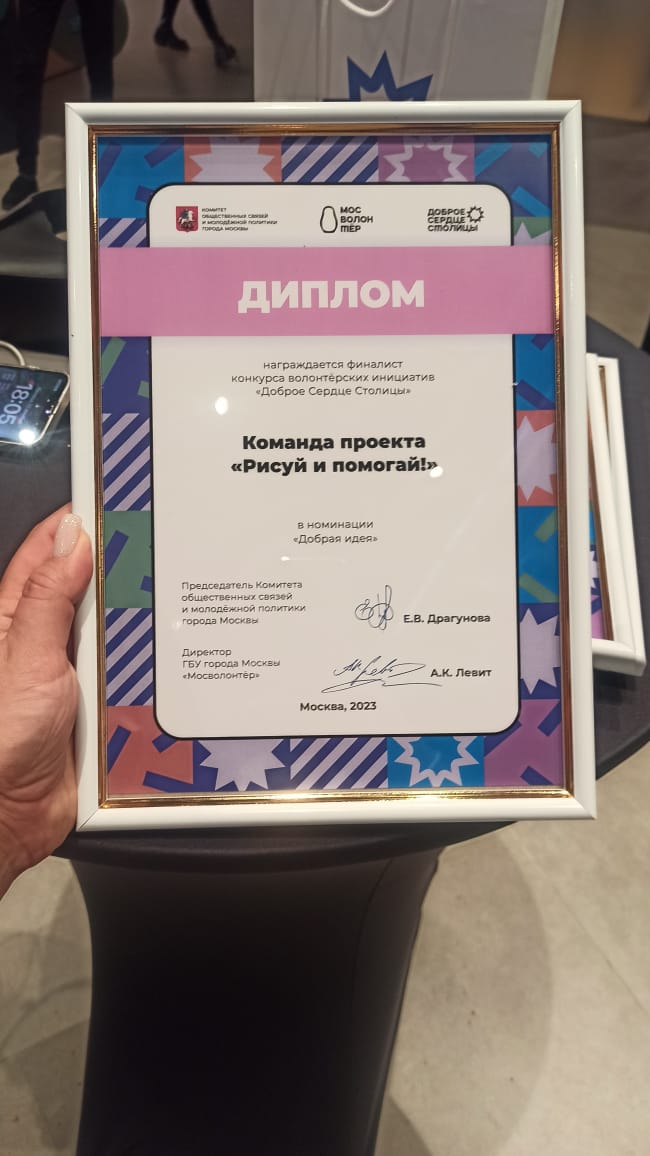 КОМИТЕТ
ОБЩЕСТВЕННЫХ СВЯЗЕЙ
И МОЛОДЁЖНОЙ ПОЛИТИКИ
ГОРОДА МОСКВЫ
МОС
ВОЛОН
ТЁР
ДОБРОЕ
СЕРДЦЕ
СТОЛИЦЫ
ДИПЛОМ
награждается финалист
конкурса волонтёрских инициатив
«Доброе Сердце Столицы»
Команда проекта
«Рисуй и помогай!»
в номинации
«Добрая идея»
Председатель Комитета
общественных связей
и молодёжной политики
города Москвы
Е.В. Драгунова
Директор
ГБУ города Москвы
«Мосволонтёр»
А.К. Левит
Москва, 2023
18:05